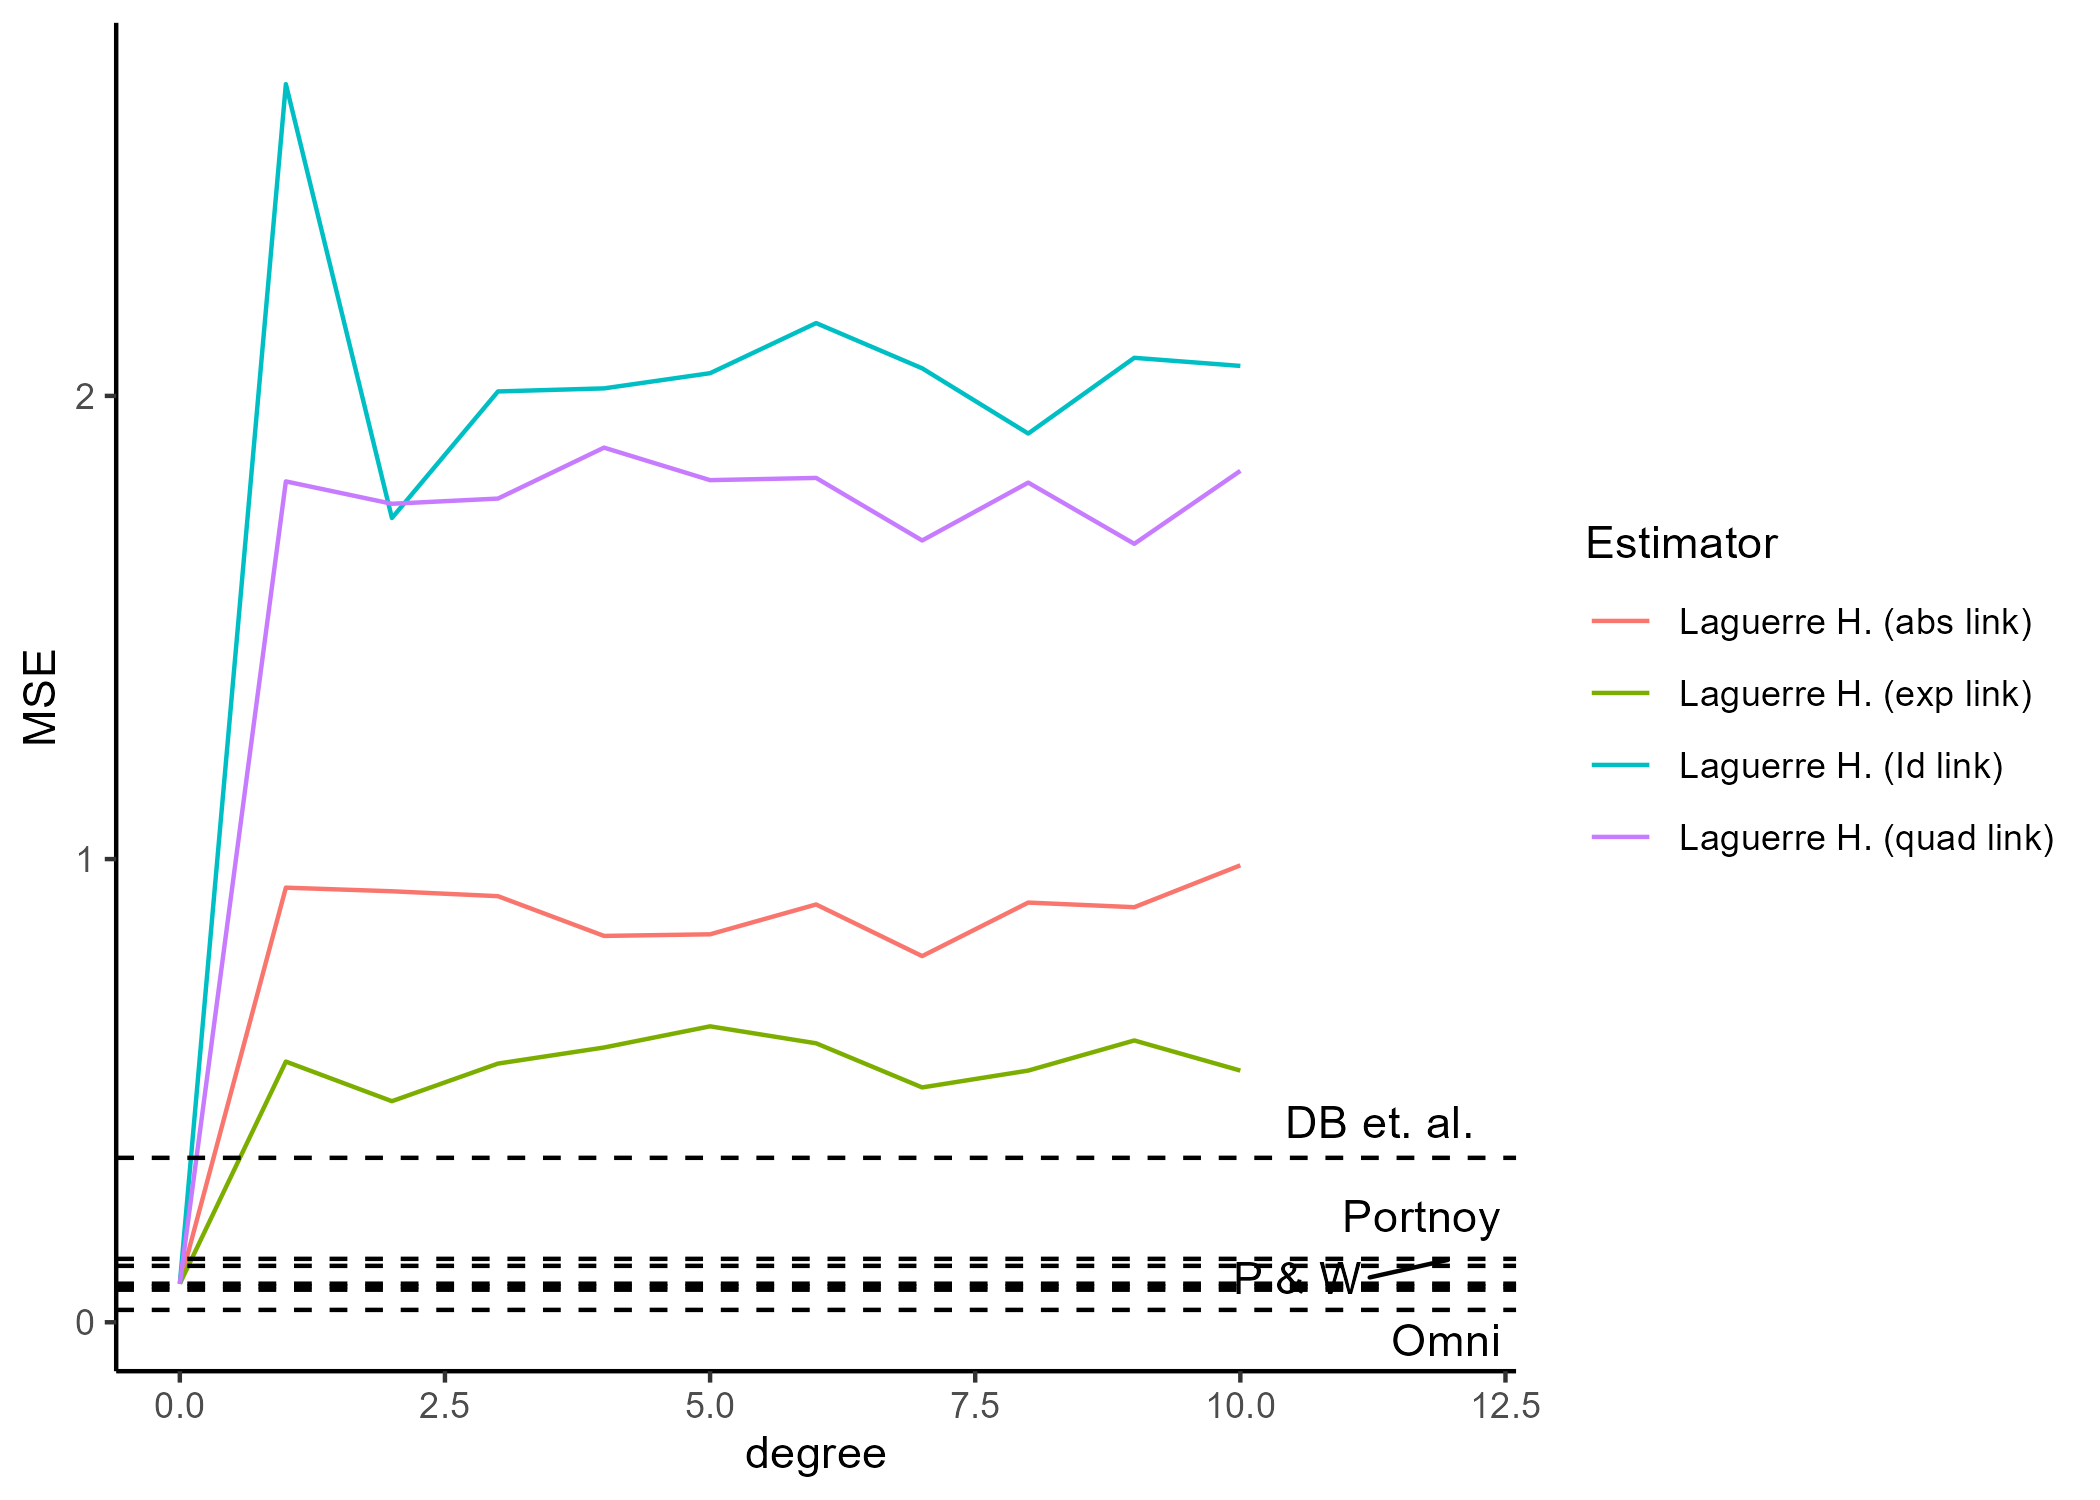 MSE
2
1
0
DB et. al.
Portnoy
P & W
Omni
0.0
2.5
5.0
7.5
10.0
12.5
degree
Estimator
Laguerre H. (abs link)
Laguerre H. (exp link)
Laguerre H. (Id link)
Laguerre H. (quad link)